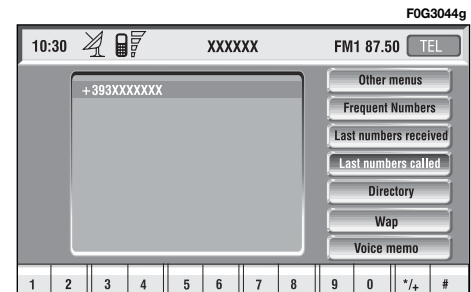 F0G3044g
10:30 XXXXXX FM1 87.50 TEL
+393XXXXXXX
Other menus
Frequent Numbers
Last numbers received
Last numbers called
Directory
Wap
Voice memo
1 2 3 4 5 6 7 8 9 0 */+ #